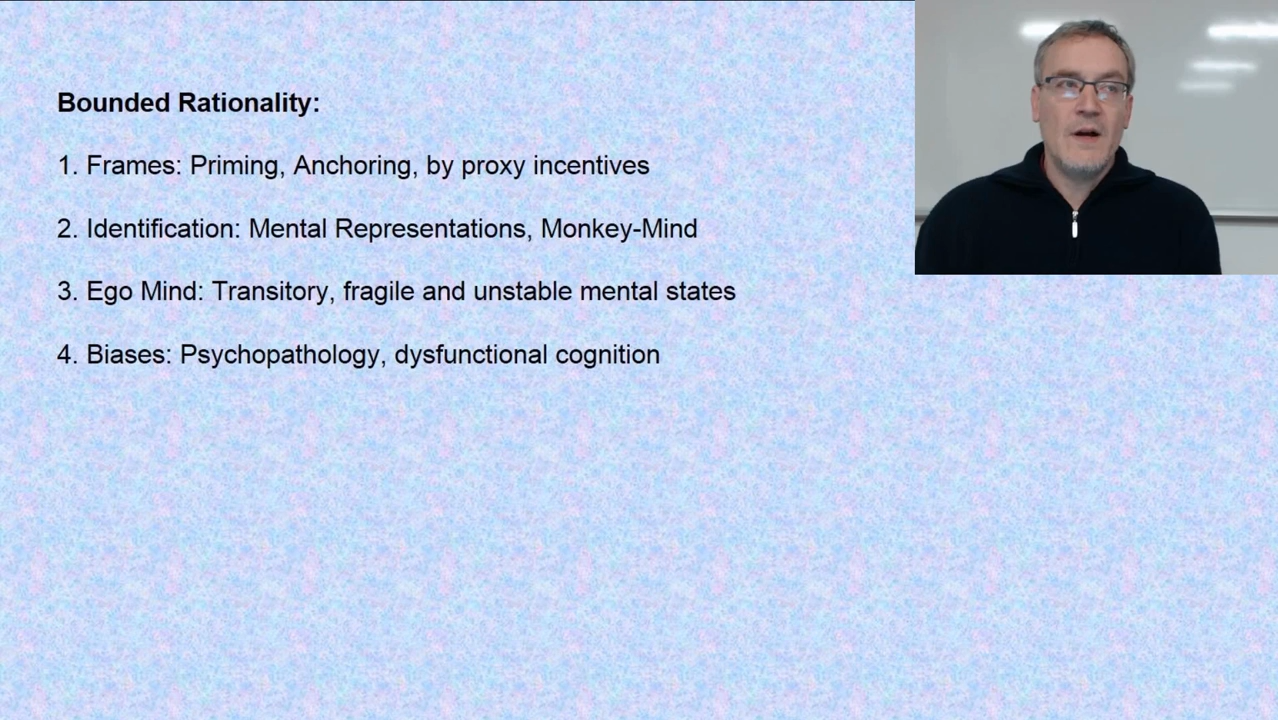 Bounded Rationality:
1. Frames: Priming, Anchoring, by proxy incentives
2. Identification: Mental Representations, Monkey-Mind
3. Ego Mind: Transitory, fragile and unstable mental states
4. Biases: Psychopathology, dysfunctional cognition